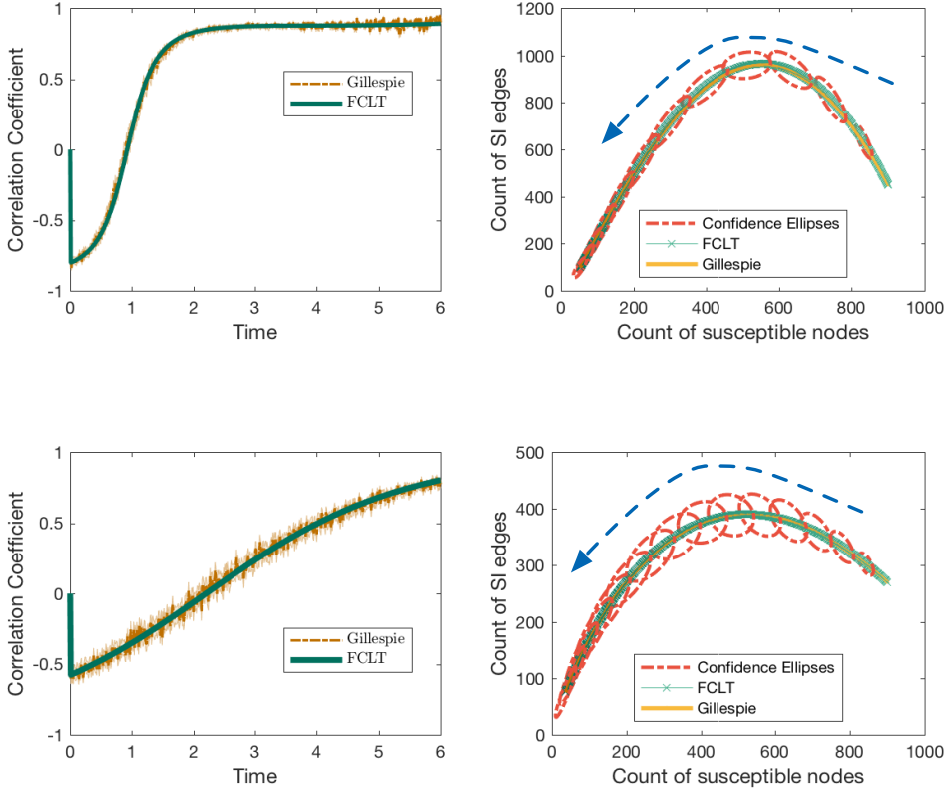 Correlation Coefficient
1
0.5
0
-0.5
-1
Gillespie
FCLT
0 1 2 3 4 5 6
Time
Count of SI edges
1200
1000
800
600
400
200
0
Confidence Ellipses
FCLT
Gillespie
0 200 400 600 800 1000
Count of susceptible nodes
Correlation Coefficient
1
0.5
0
-0.5
-1
Gillespie
FCLT
0 1 2 3 4 5 6
Time
Count of SI edges
500
400
300
200
100
0
Confidence Ellipses
FCLT
Gillespie
0 200 400 600 800 1000
Count of susceptible nodes